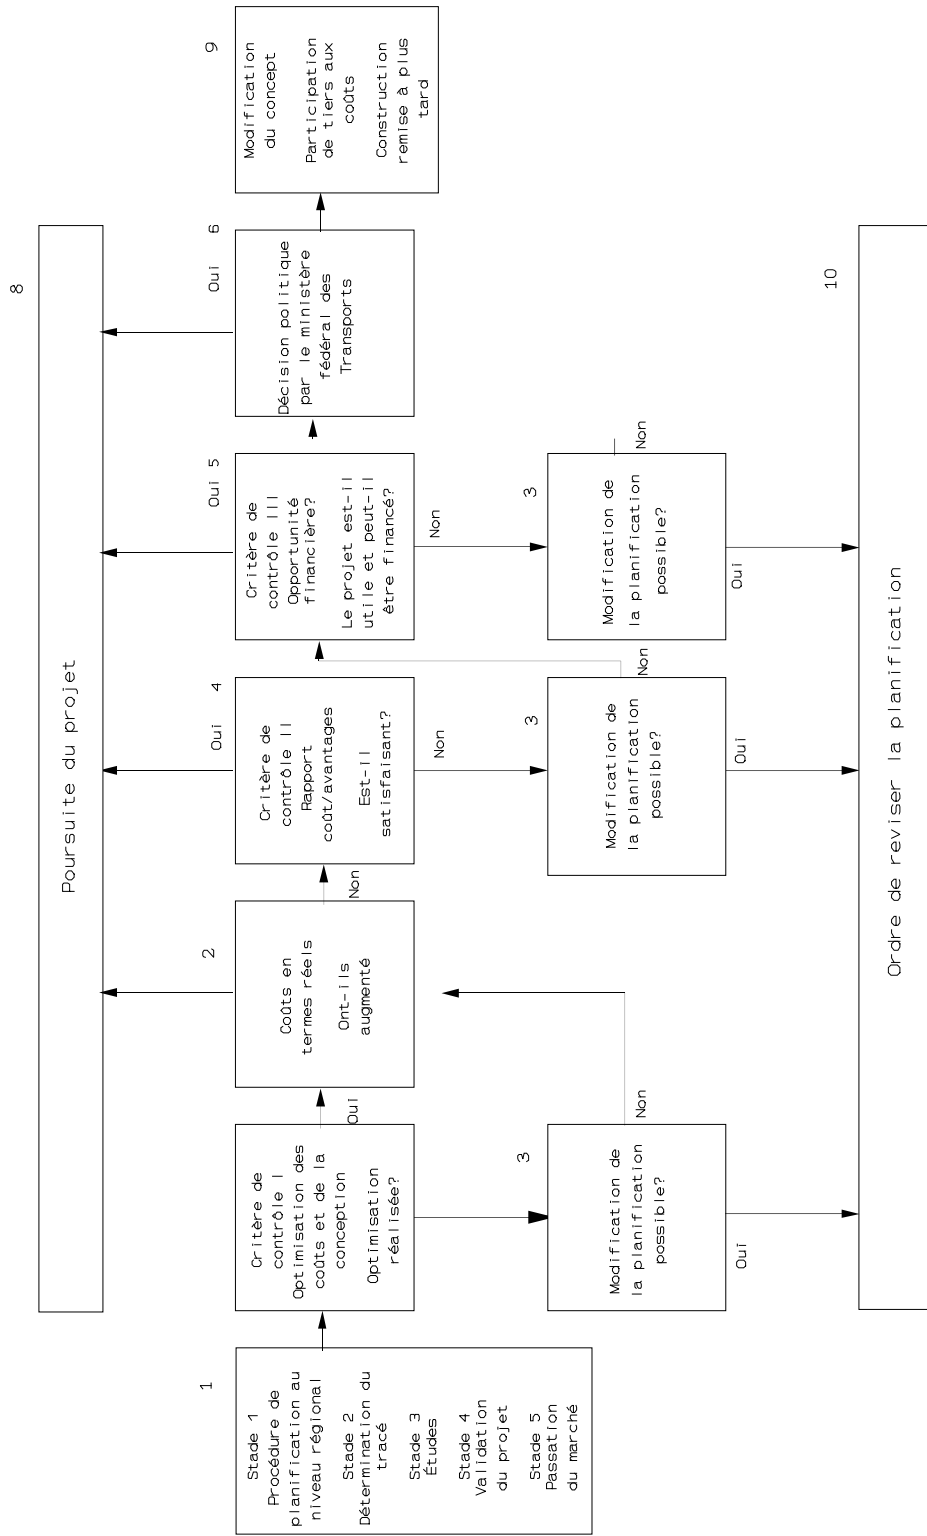 8
Poursuite du projet
1
Stade 1
Procédure de
planification au
niveau régional
Stade 2
Détermination du
tracé
Stade 3
Études
Stade 4
Validation
du projet
Stade 5
Passation
du marché
Critère de
contrôle I
Optimisation des
coûts et de la
conception
Optimisation
réalisée?
Oui
2
Coûts en
termes réels
Ont-ils
augmenté
Non
Oui
4
Critère de
contrôle II
Rapport
coût/avantages
Est-il
satisfaisant?
Non
Oui 5
Critère de
contrôle III
Opportunité
financière?
Le projet est-il
utile et peut-il
être financé?
Non
Oui
6
Décision politique
par le ministère
fédéral des
Transports
9
Modification
du concept
Participation
de tiers aux
coûts
Construction
remise à plus
tard
3
Modification de
la planification
possible?
Non
Oui
3
Modification de
la planification
possible?
Non
Oui
3
Modification de
la planification
possible?
Non
Oui
10
Ordre de reviser la planification